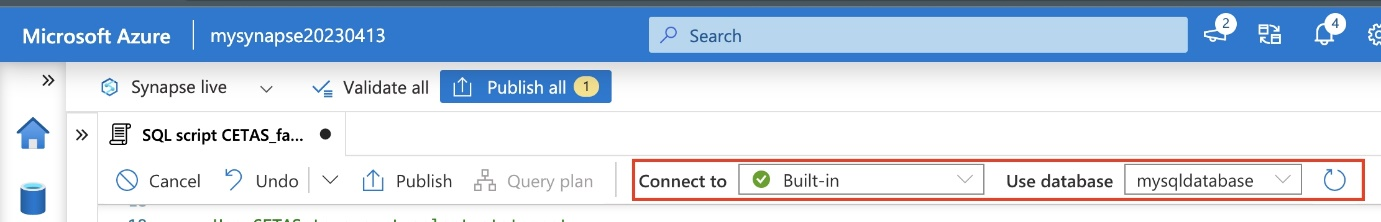 Microsoft Azure mysynapse20230413 Search 2 4
Synapse live Validate all Publish all 1
SQL script CETAS_fa...
Cancel Undo Publish Query plan Connect to Built-in Use database mysqldatabase